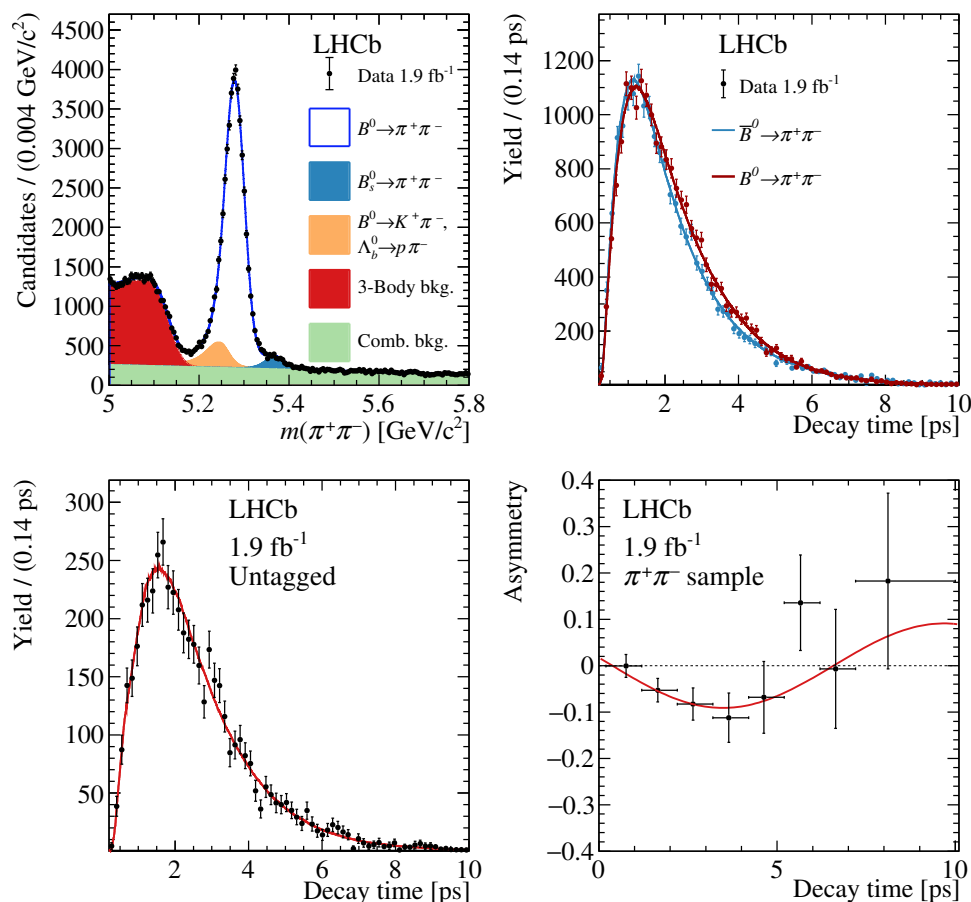 LHCb
Data 1.9 fb⁻¹
B⁰→π⁺π⁻
B⁰ₛ→π⁺π⁻
B⁰→K⁺π⁻,
Λ⁰_b→pπ⁻
3-Body bkg.
Comb. bkg.
Candidates / (0.004 GeV/c²)
4500
4000
3500
3000
2500
2000
1500
1000
500
0
5 5.2 5.4 5.6 5.8
m(π⁺π⁻) [GeV/c²]
LHCb
Data 1.9 fb⁻¹
B̅⁰→π⁺π⁻
B⁰→π⁺π⁻
Yield / (0.14 ps)
1200
1000
800
600
400
200
2 4 6 8 10
Decay time [ps]
LHCb
1.9 fb⁻¹
Untagged
Yield / (0.14 ps)
300
250
200
150
100
50
2 4 6 8 10
Decay time [ps]
LHCb
1.9 fb⁻¹
π⁺π⁻ sample
Asymmetry
0.4
0.3
0.2
0.1
0
−0.1
−0.2
−0.3
−0.4
0 5 10
Decay time [ps]